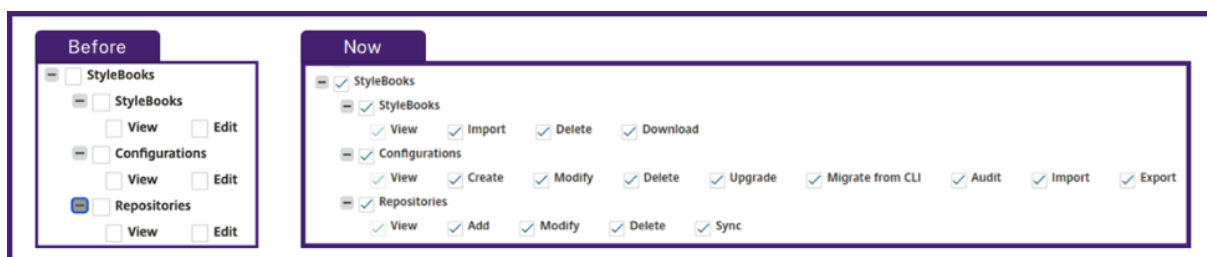 Before
StyleBooks
StyleBooks
View Edit
Configurations
View Edit
Repositories
View Edit
Now
StyleBooks
StyleBooks
View Import Delete Download
Configurations
View Create Modify Delete Upgrade Migrate from CLI Audit Import Export
Repositories
View Add Modify Delete Sync